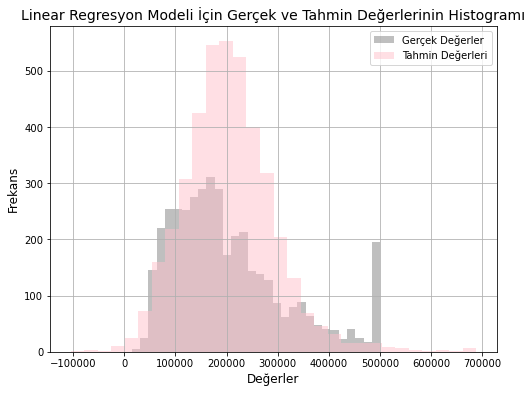 Linear Regresyon Modeli İçin Gerçek ve Tahmin Değerlerinin Histogramı
Gerçek Değerler
Tahmin Değerleri
Frekans
500
400
300
200
100
0
−100000 0 100000 200000 300000 400000 500000 600000 700000
Değerler